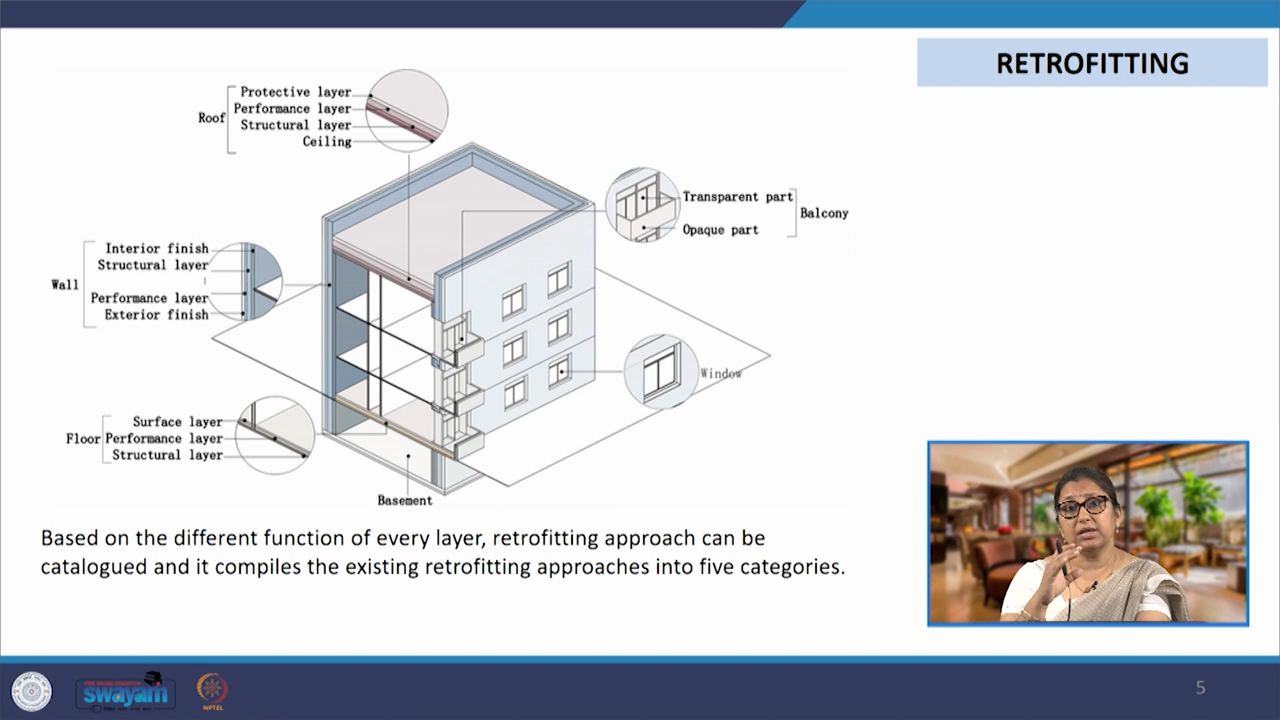 RETROFITTING
Protective layer
Performance layer
Structural layer
Ceiling
Roof
Transparent part
Opaque part
Balcony
Interior finish
Structural layer
Performance layer
Exterior finish
Wall
Window
Surface layer
Performance layer
Structural layer
Floor
Basement
Based on the different function of every layer, retrofitting approach can be
catalogued and it compiles the existing retrofitting approaches into five categories.
swayam
NPTEL
5